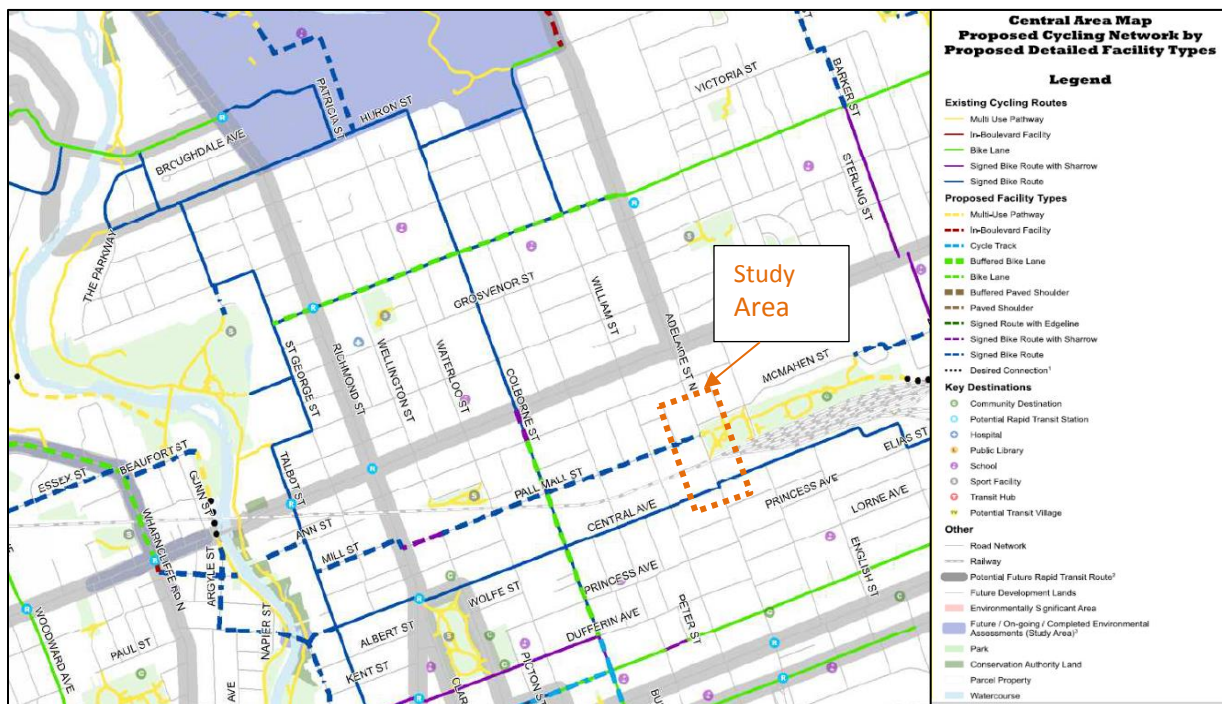 Central Area Map
Proposed Cycling Network by
Proposed Detailed Facility Types
Legend
Existing Cycling Routes
Multi Use Pathway
In-Boulevard Facility
Bike Lane
Signed Bike Route with Sharrow
Signed Bike Route
Proposed Facility Types
Multi-Use Pathway
In-Boulevard Facility
Cycle Track
Buffered Bike Lane
Bike Lane
Buffered Paved Shoulder
Paved Shoulder
Signed Route with Edgeline
Signed Bike Route with Sharrow
Signed Bike Route
Desired Connection¹
Key Destinations
Community Destination
Potential Rapid Transit Station
Hospital
Public Library
School
Sport Facility
Transit Hub
Potential Transit Village
Other
Road Network
Railway
Potential Future Rapid Transit Route²
Future Development Lands
Environmentally Significant Area
Future / On-going / Completed Environmental
Assessments (Study Area)³
Park
Conservation Authority Land
Parcel Property
Watercourse
Study
Area
BROUGHDALE AVE
PATRICIA ST
HURON ST
VICTORIA ST
BARKER ST
STERLING ST
THE PARKWAY
GROSVENOR ST
WILLIAM ST
ADELAIDE ST N
MCMAHEN ST
ST GEORGE ST
RICHMOND ST
WELLINGTON ST
WATERLOO ST
COLBORNE ST
ESSEX ST
BEAUFORT ST
GUNN ST
TALBOT ST
PALL MALL ST
ELIAS ST
ANN ST
MILL ST
CENTRAL AVE
PRINCESS AVE
LORNE AVE
WHARNCLIFFE RD N
ARGYLE ST
WOLFE ST
PRINCESS AVE
ENGLISH ST
WOODWARD AVE
PAUL ST
NAPIER ST
ALBERT ST
KENT ST
DUFFERIN AVE
PETER ST
PICTON ST
AVE
CLAR
BU